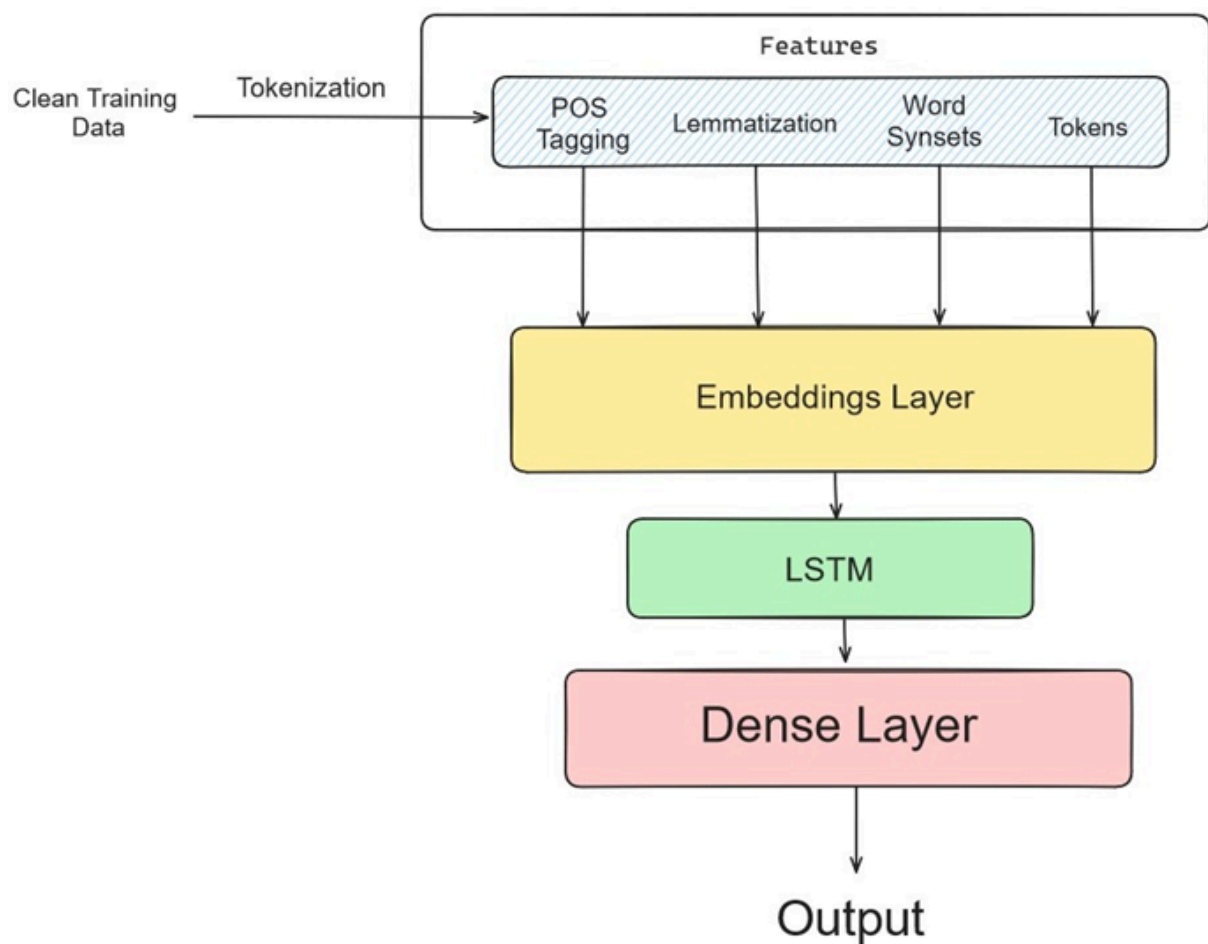 Features
Clean Training
Data
Tokenization
POS
Tagging
Lemmatization
Word
Synsets
Tokens
Embeddings Layer
LSTM
Dense Layer
Output